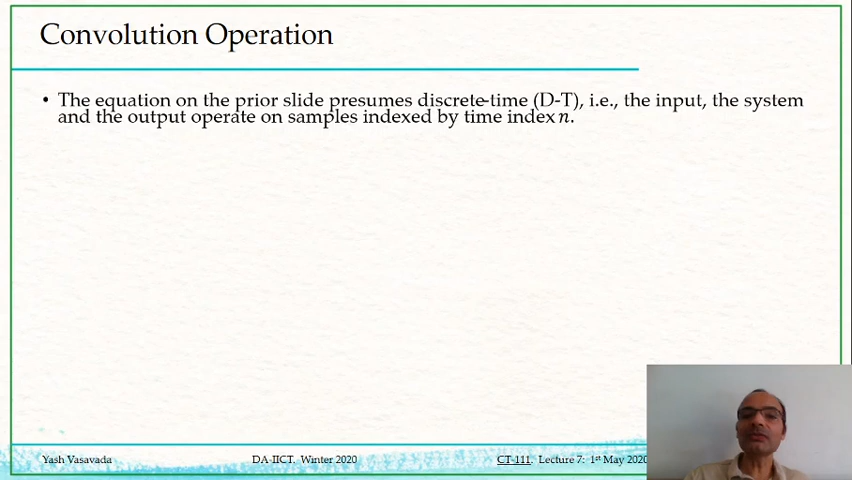 Convolution Operation
• The equation on the prior slide presumes discrete-time (D-T), i.e., the input, the system
and the output operate on samples indexed by time index n.
Yash Vasavada DA-IICT, Winter 2020 CT-111, Lecture 7: 1st May 2020